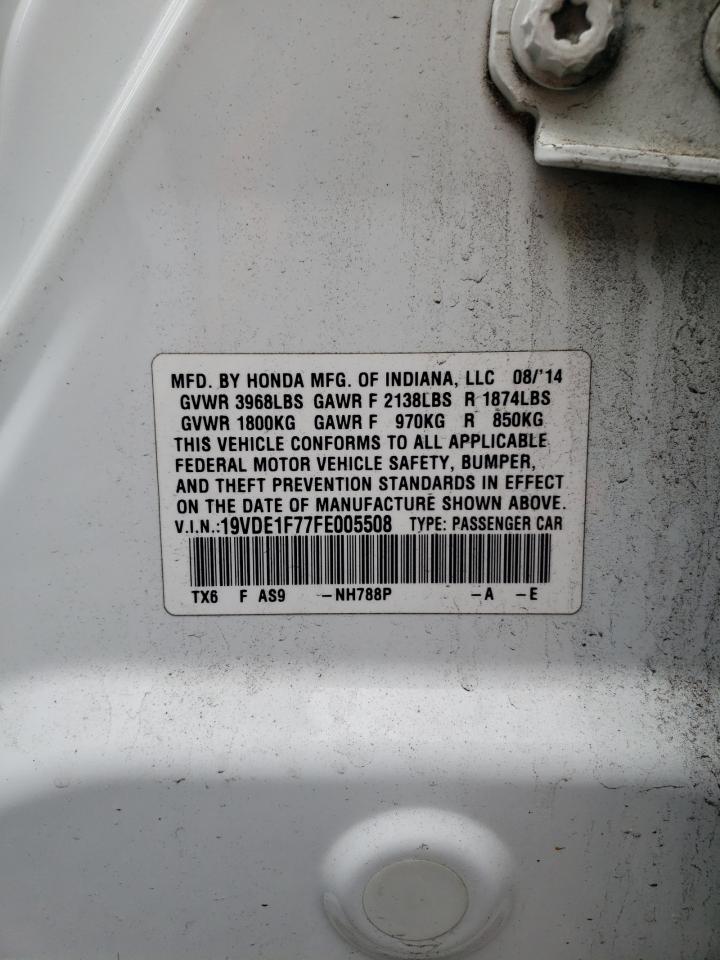 MFD. BY HONDA MFG. OF INDIANA, LLC 08/'14
GVWR 3968LBS GAWR F 2138LBS R 1874LBS
GVWR 1800KG GAWR F 970KG R 850KG
THIS VEHICLE CONFORMS TO ALL APPLICABLE
FEDERAL MOTOR VEHICLE SAFETY, BUMPER,
AND THEFT PREVENTION STANDARDS IN EFFECT
ON THE DATE OF MANUFACTURE SHOWN ABOVE.
V.I.N.:19VDE1F77FE005508 TYPE: PASSENGER CAR
TX6 F AS9 -NH788P -A -E